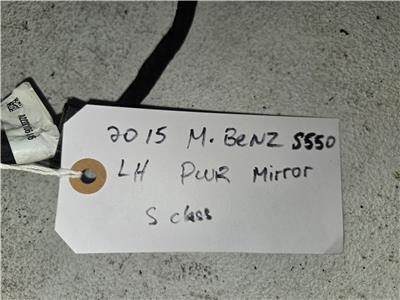 2015 M. BENZ S550
LH PWR Mirror
S class